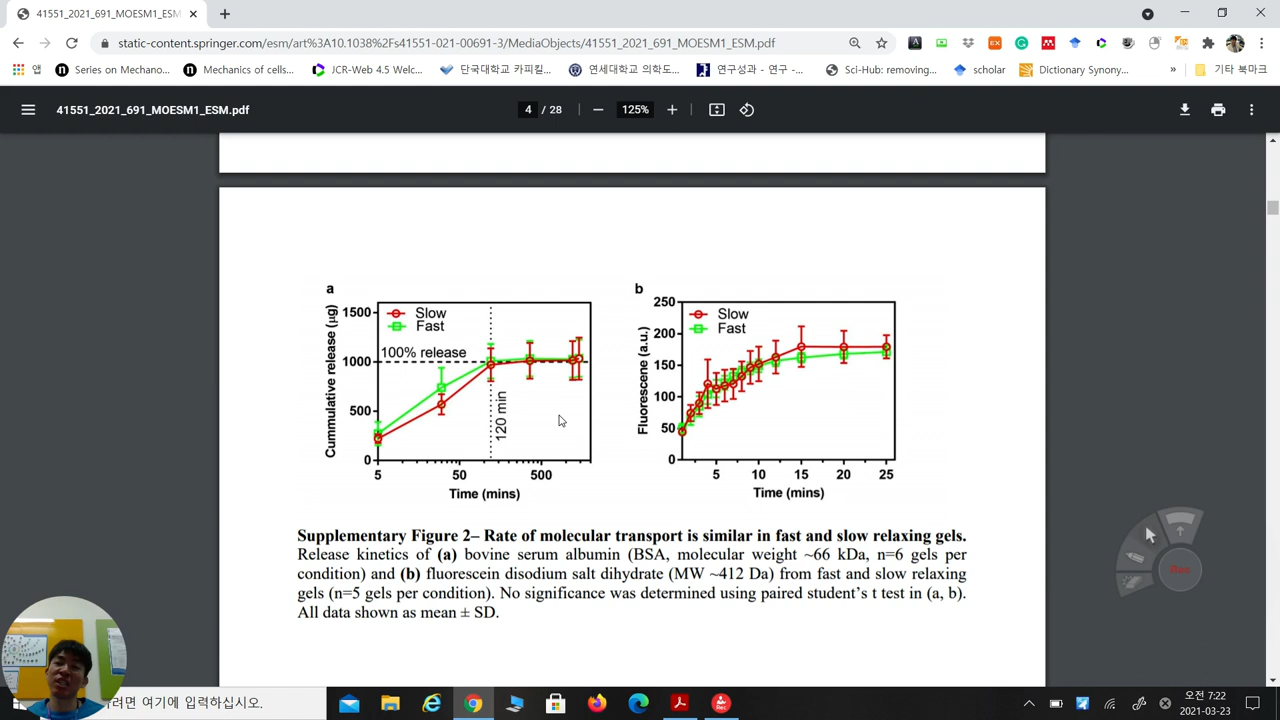 41551_2021_691_MOESM1_ESM.pdf
static-content.springer.com/esm/art%3A10.1038%2Fs41551-021-00691-3/MediaObjects/41551_2021_691_MOESM1_ESM.pdf
앱 Series on Mechano... Mechanics of cells... JCR-Web 4.5 Welc... 단국대학교 카피킬... 연세대학교 의학도... 연구성과 - 연구 -... Sci-Hub: removing... scholar Dictionary Synony... » 기타 북마크
41551_2021_691_MOESM1_ESM.pdf 4 / 28 125%
a
Cummulative release (µg)
1500
1000
500
0
Slow
Fast
100% release
120 min
5 50 500
Time (mins)
b
Fluorescene (a.u.)
250
200
150
100
50
0
Slow
Fast
5 10 15 20 25
Time (mins)
Supplementary Figure 2– Rate of molecular transport is similar in fast and slow relaxing gels.
Release kinetics of (a) bovine serum albumin (BSA, molecular weight ~66 kDa, n=6 gels per
condition) and (b) fluorescein disodium salt dihydrate (MW ~412 Da) from fast and slow relaxing
gels (n=5 gels per condition). No significance was determined using paired student's t test in (a, b).
All data shown as mean ± SD.
Rec
려면 여기에 입력하십시오.
Rec
오전 7:22
2021-03-23